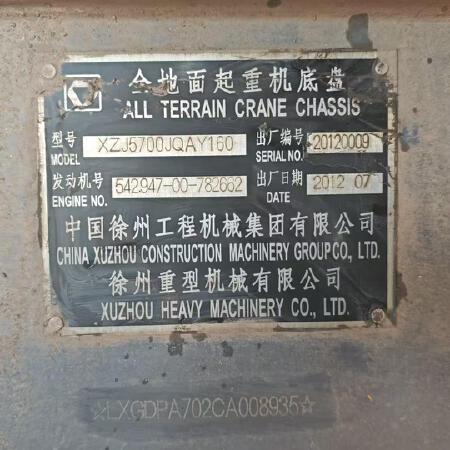 全地面起重机底盘
ALL TERRAIN CRANE CHASSIS
型号 XZJ5700JQAY160 出厂编号 20120009
MODEL SERIAL NO.
发动机号 542.947-00-782662 出厂日期 2012 07
ENGINE NO. DATE
中国徐州工程机械集团有限公司
CHINA XUZHOU CONSTRUCTION MACHINERY GROUP CO., LTD.
徐州重型机械有限公司
XUZHOU HEAVY MACHINERY CO., LTD.
☆LXGDPA702CA008935☆